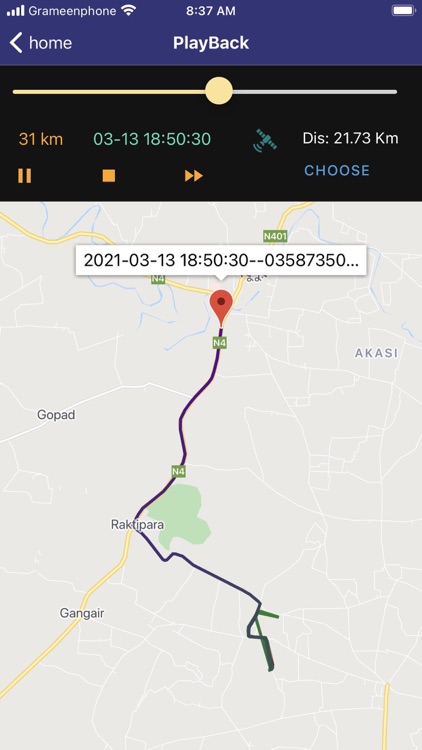 Grameenphone
8:37 AM
home
PlayBack
31 km
03-13 18:50:30
Dis: 21.73 Km
CHOOSE
N401
2021-03-13 18:50:30--03587350...
N4
N4
AKASI
Gopad
N4
Raktipara
Gangair